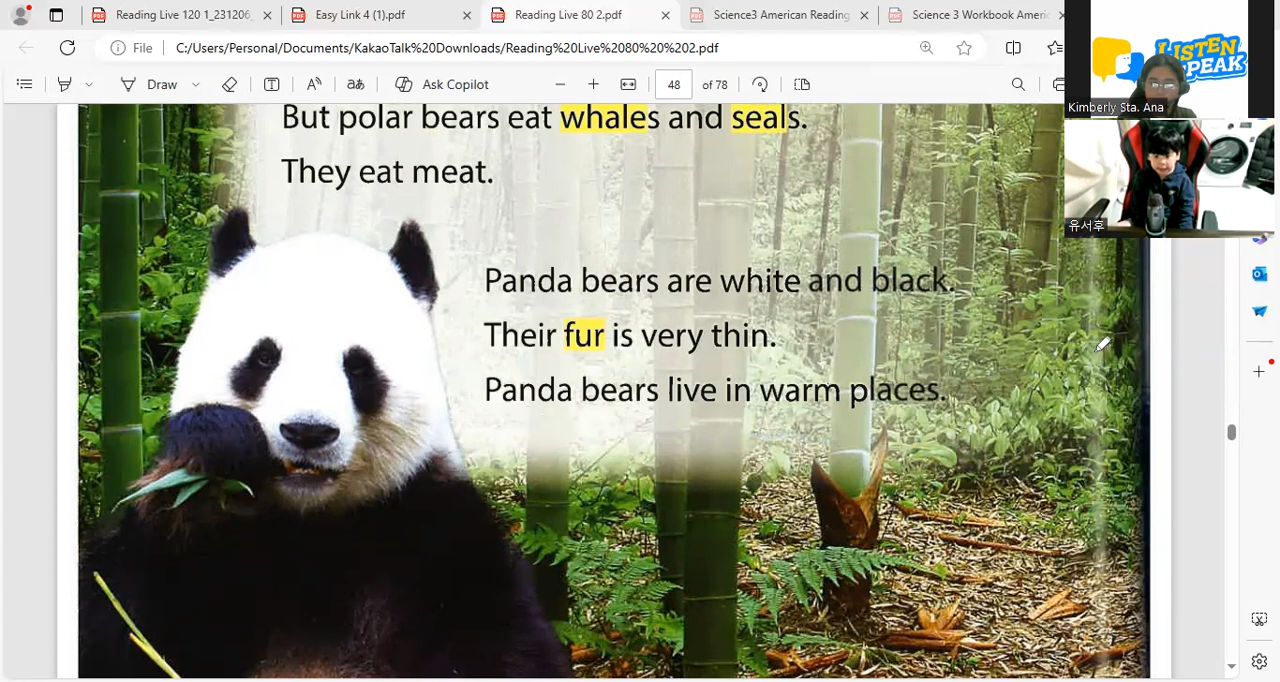 Reading Live 120 1_231206_
Easy Link 4 (1).pdf
Reading Live 80 2.pdf
Science3 American Reading
Science 3 Workbook Americ
File
C:/Users/Personal/Documents/KakaoTalk%20Downloads/Reading%20Live%2080%20%202.pdf
Draw
Ask Copilot
48 of 78
LISTEN
SPEAK
Kimberly Sta. Ana
유서후
But polar bears eat whales and seals.
They eat meat.
Panda bears are white and black.
Their fur is very thin.
Panda bears live in warm places.